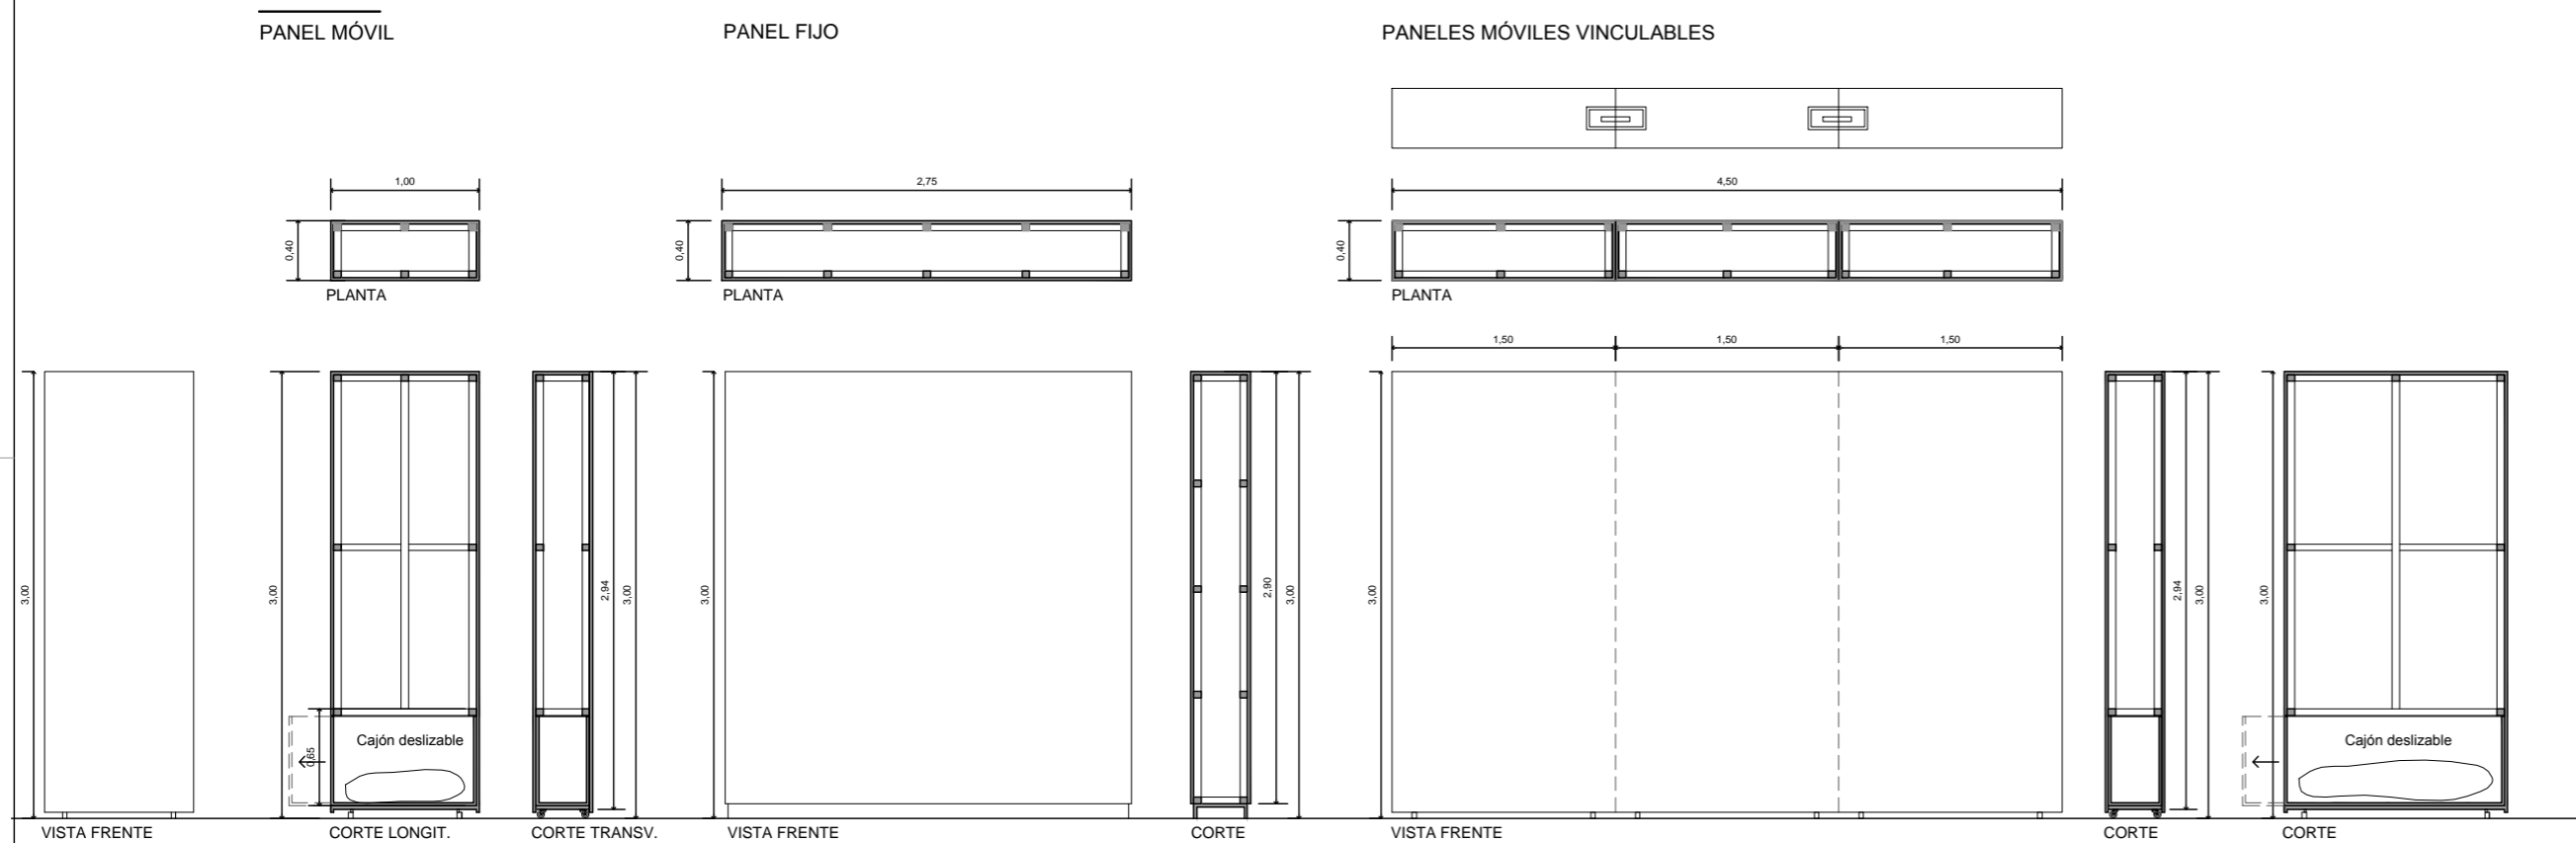 PANEL MÓVIL
PANEL FIJO
PANELES MÓVILES VINCULABLES
1,00
2,75
4,50
0,40
0,40
0,40
PLANTA
PLANTA
PLANTA
1,50
1,50
1,50
3,00
3,00
2,94
3,00
3,00
2,90
3,00
3,00
2,94
3,00
3,00
Cajón deslizable
0,65
Cajón deslizable
VISTA FRENTE
CORTE LONGIT.
CORTE TRANSV.
VISTA FRENTE
CORTE
VISTA FRENTE
CORTE
CORTE